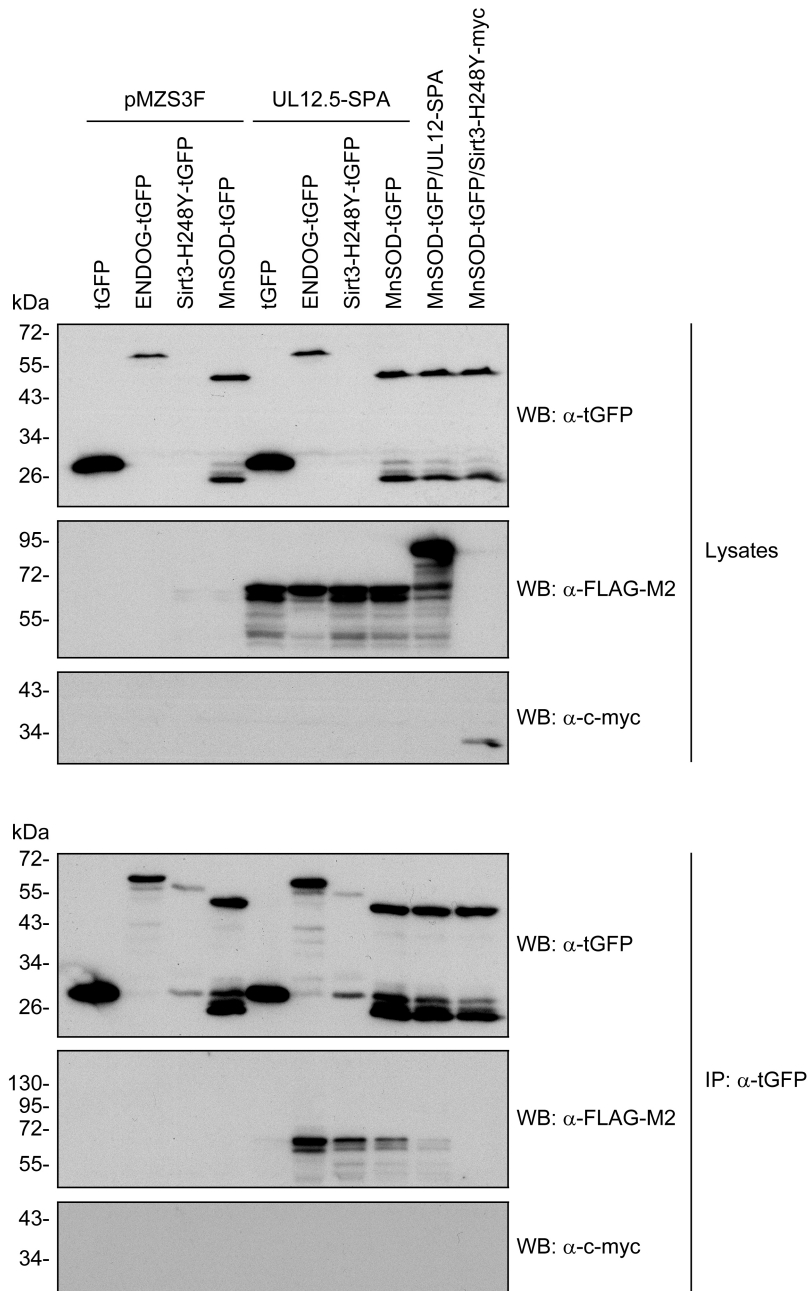 pMZS3F
UL12.5-SPA
tGFP
ENDOG-tGFP
Sirt3-H248Y-tGFP
MnSOD-tGFP
tGFP
ENDOG-tGFP
Sirt3-H248Y-tGFP
MnSOD-tGFP
MnSOD-tGFP/UL12-SPA
MnSOD-tGFP/Sirt3-H248Y-myc
kDa
72-
55-
43-
34-
26-
WB: α-tGFP
95-
72-
55-
WB: α-FLAG-M2
43-
34-
WB: α-c-myc
Lysates
kDa
72-
55-
43-
34-
26-
WB: α-tGFP
130-
95-
72-
55-
WB: α-FLAG-M2
43-
34-
WB: α-c-myc
IP: α-tGFP